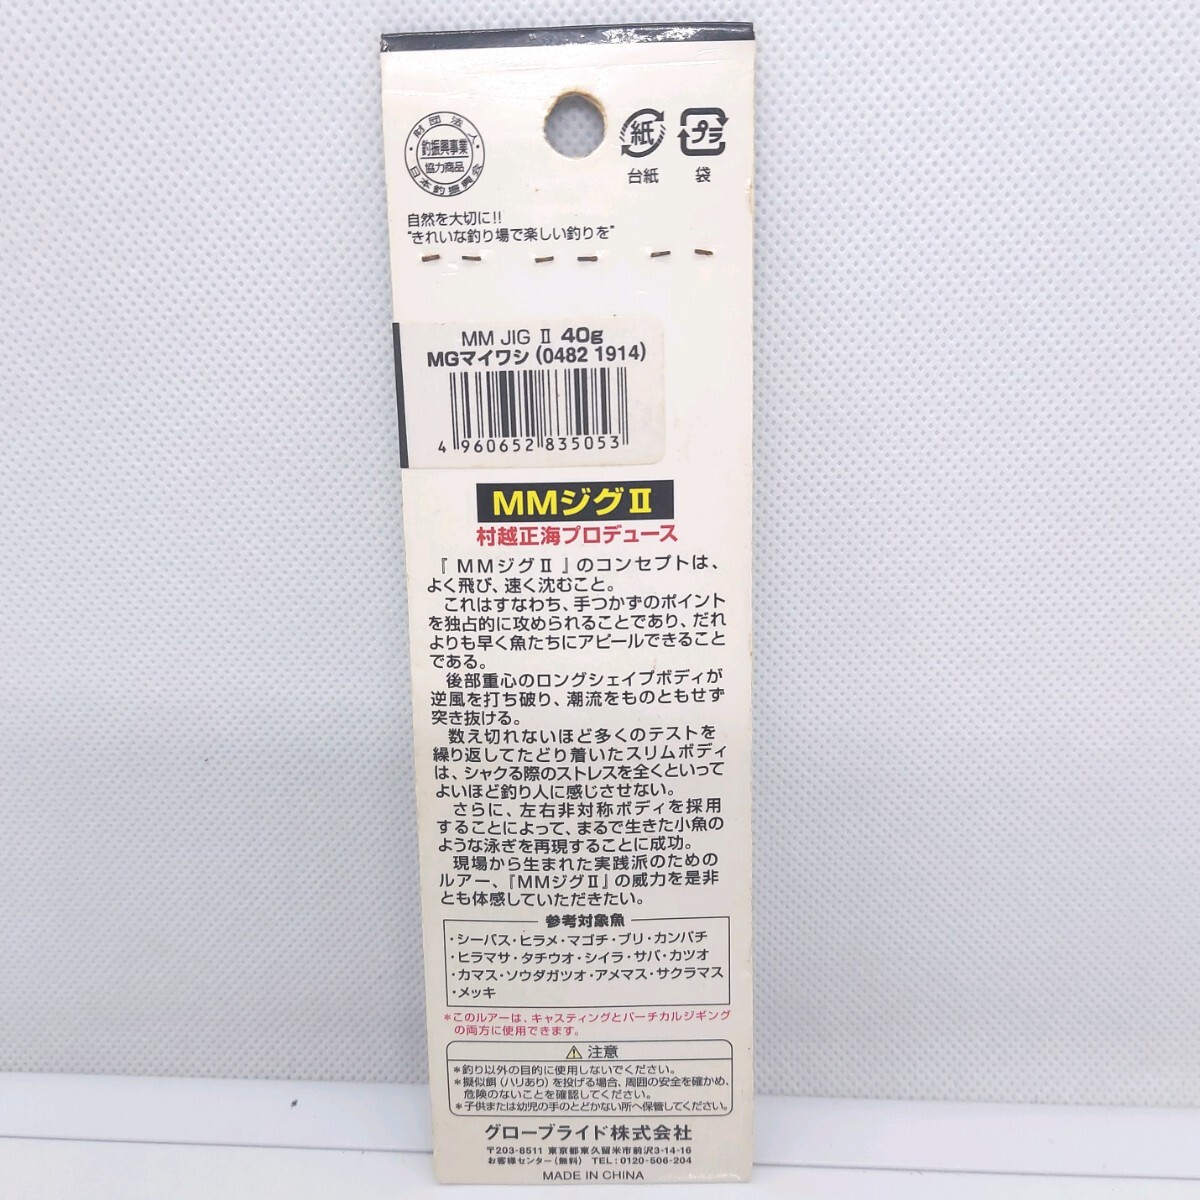 財団法人
釣振興事業
協力商品
日本釣振興会
紙
プラ
台紙 袋
自然を大切に!!
"きれいな釣り場で楽しい釣りを"
MM JIG Ⅱ 40g
MGマイワシ (0482 1914)
4 960652 835053
MMジグⅡ
村越正海プロデュース
『 MMジグⅡ 』のコンセプトは、
よく飛び、速く沈むこと。
これはすなわち、手つかずのポイント
を独占的に攻められることであり、だれ
よりも早く魚たちにアピールできること
である。
後部重心のロングシェイプボディが
逆風を打ち破り、潮流をものともせず
突き抜ける。
数え切れないほど多くのテストを
繰り返してたどり着いたスリムボディ
は、シャクる際のストレスを全くといって
よいほど釣り人に感じさせない。
さらに、左右非対称ボディを採用
することによって、まるで生きた小魚の
ような泳ぎを再現することに成功。
現場から生まれた実践派のための
ルアー、『MMジグⅡ』の威力を是非
とも体感していただきたい。
参考対象魚
・シーバス・ヒラメ・マゴチ・ブリ・カンパチ
・ヒラマサ・タチウオ・シイラ・サバ・カツオ
・カマス・ソウダガツオ・アメマス・サクラマス
・メッキ
*このルアーは、キャスティングとバーチカルジギング
の両方に使用できます。
⚠ 注意
*釣り以外の目的に使用しないでください。
*擬似餌(ハリあり)を投げる場合、周囲の安全を確かめ、
危険のないことを確認してください。
*子供または幼児の手のとどかない所へ保管してください。
グローブライド株式会社
〒203-8511 東京都東久留米市前沢3-14-16
お客様センター(無料) TEL:0120-506-204
MADE IN CHINA